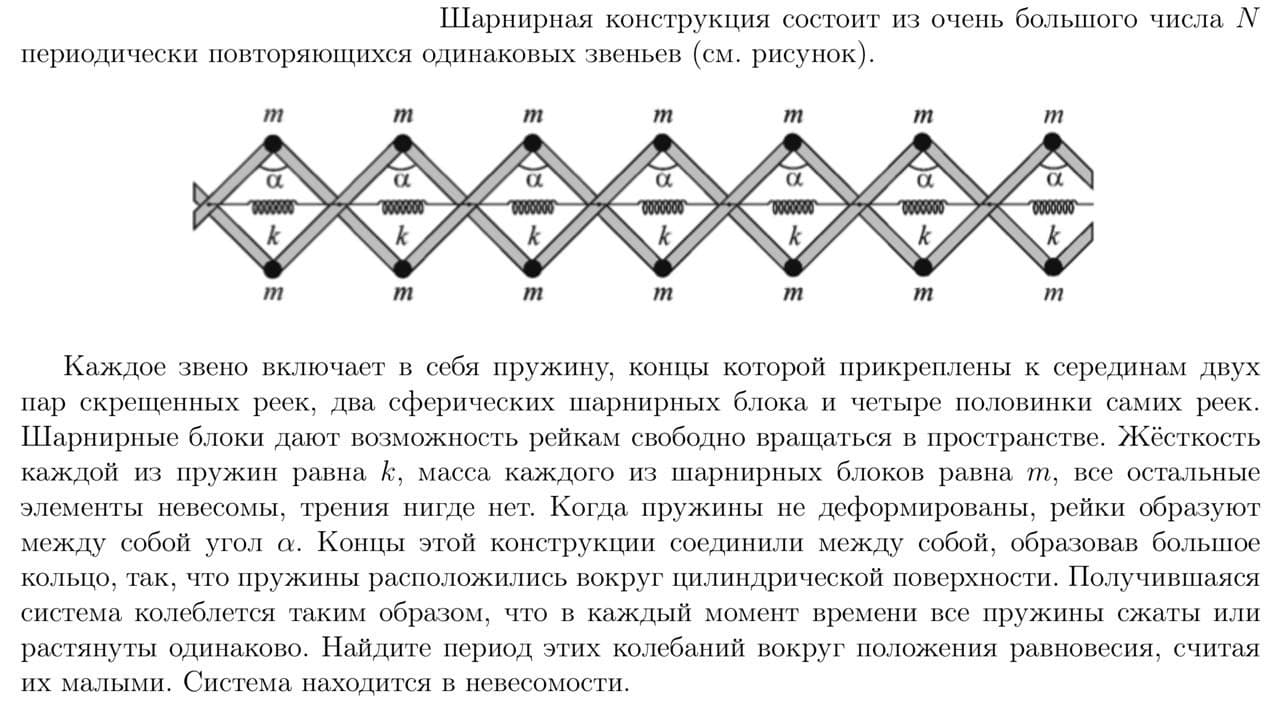 Шарнирная конструкция состоит из очень большого числа N
периодически повторяющихся одинаковых звеньев (см. рисунок).
m m m m m m m
α α α α α α α
k k k k k k k
m m m m m m m
Каждое звено включает в себя пружину, концы которой прикреплены к серединам двух
пар скрещенных реек, два сферических шарнирных блока и четыре половинки самих реек.
Шарнирные блоки дают возможность рейкам свободно вращаться в пространстве. Жёсткость
каждой из пружин равна k, масса каждого из шарнирных блоков равна m, все остальные
элементы невесомы, трения нигде нет. Когда пружины не деформированы, рейки образуют
между собой угол α. Концы этой конструкции соединили между собой, образовав большое
кольцо, так, что пружины расположились вокруг цилиндрической поверхности. Получившаяся
система колеблется таким образом, что в каждый момент времени все пружины сжаты или
растянуты одинаково. Найдите период этих колебаний вокруг положения равновесия, считая
их малыми. Система находится в невесомости.